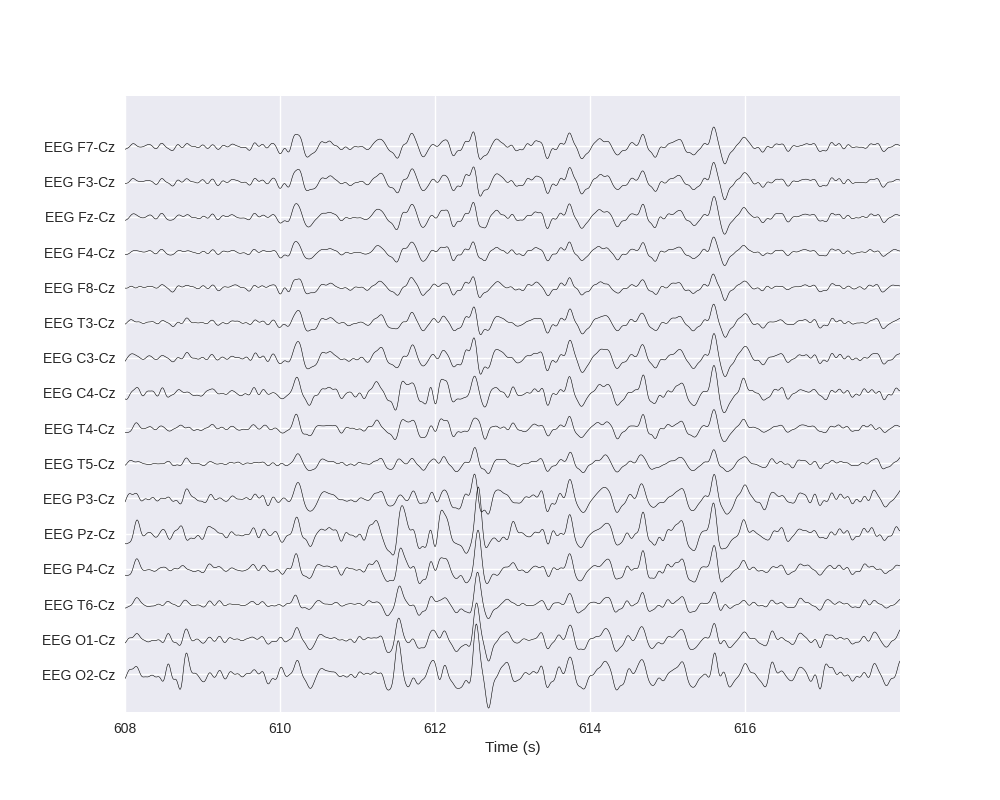 EEG F7-Cz
EEG F3-Cz
EEG Fz-Cz
EEG F4-Cz
EEG F8-Cz
EEG T3-Cz
EEG C3-Cz
EEG C4-Cz
EEG T4-Cz
EEG T5-Cz
EEG P3-Cz
EEG Pz-Cz
EEG P4-Cz
EEG T6-Cz
EEG O1-Cz
EEG O2-Cz
608 610 612 614 616
Time (s)